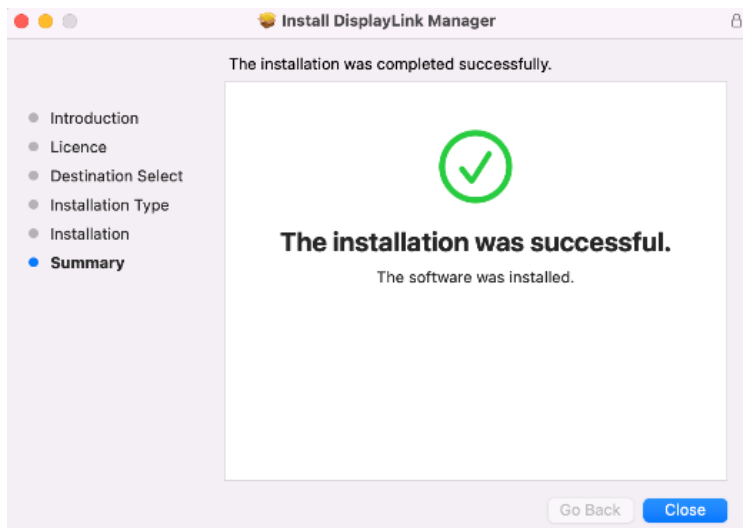 Install DisplayLink Manager
The installation was completed successfully.
Introduction
Licence
Destination Select
Installation Type
Installation
Summary
The installation was successful.
The software was installed.
Go Back
Close